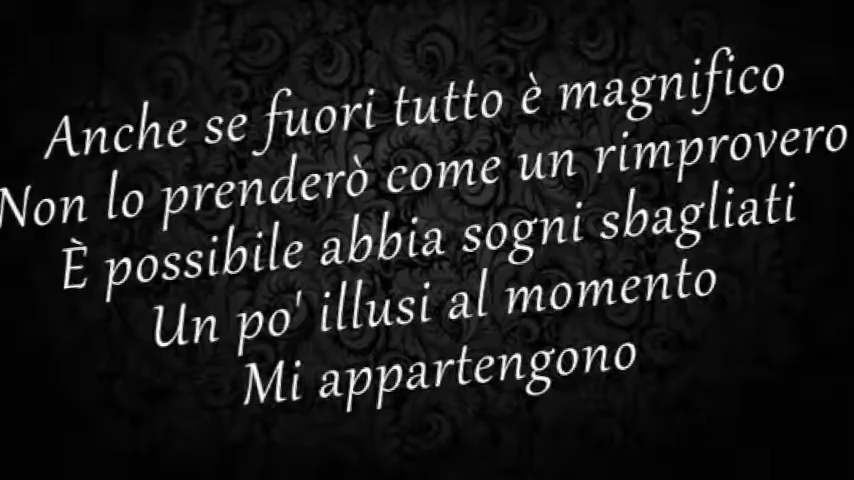 Anche se fuori tutto è magnifico
Non lo prenderò come un rimprovero
È possibile abbia sogni sbagliati
Un po' illusi al momento
Mi appartengono